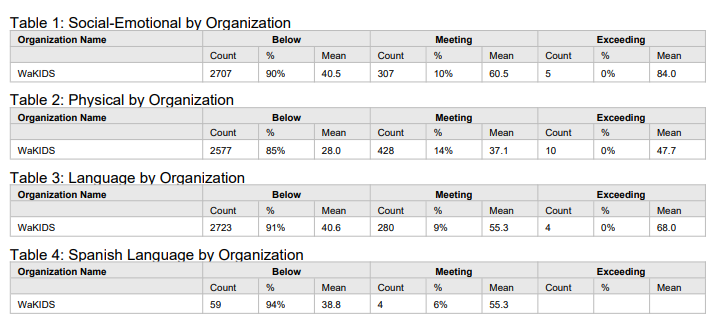 Table 1: Social-Emotional by Organization
Organization Name Below Meeting Exceeding
Count % Mean Count % Mean Count % Mean
WaKIDS 2707 90% 40.5 307 10% 60.5 5 0% 84.0
Table 2: Physical by Organization
Organization Name Below Meeting Exceeding
Count % Mean Count % Mean Count % Mean
WaKIDS 2577 85% 28.0 428 14% 37.1 10 0% 47.7
Table 3: Language by Organization
Organization Name Below Meeting Exceeding
Count % Mean Count % Mean Count % Mean
WaKIDS 2723 91% 40.6 280 9% 55.3 4 0% 68.0
Table 4: Spanish Language by Organization
Organization Name Below Meeting Exceeding
Count % Mean Count % Mean Count % Mean
WaKIDS 59 94% 38.8 4 6% 55.3